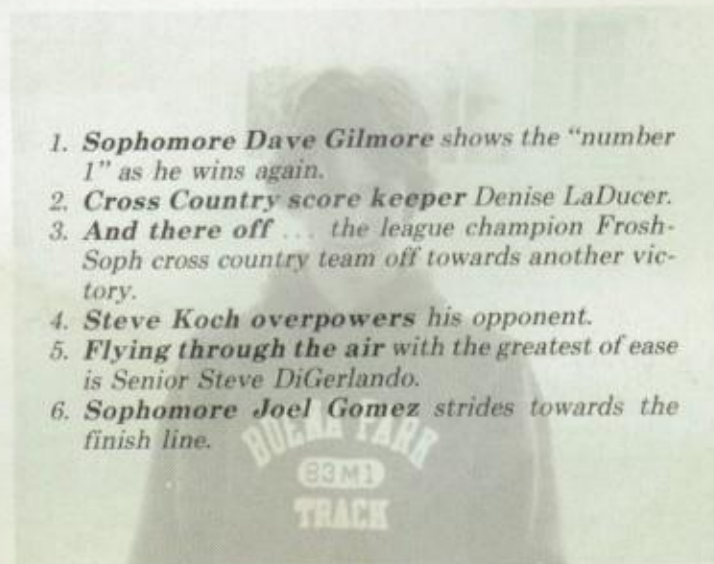 1. Sophomore Dave Gilmore shows the "number
1" as he wins again.
2. Cross Country score keeper Denise LaDucer.
3. And there off ... the league champion Frosh-
Soph cross country team off towards another vic-
tory.
4. Steve Koch overpowers his opponent.
5. Flying through the air with the greatest of ease
is Senior Steve DiGerlando.
6. Sophomore Joel Gomez strides towards the
finish line.
BUENA PARK
83M1
TRACK